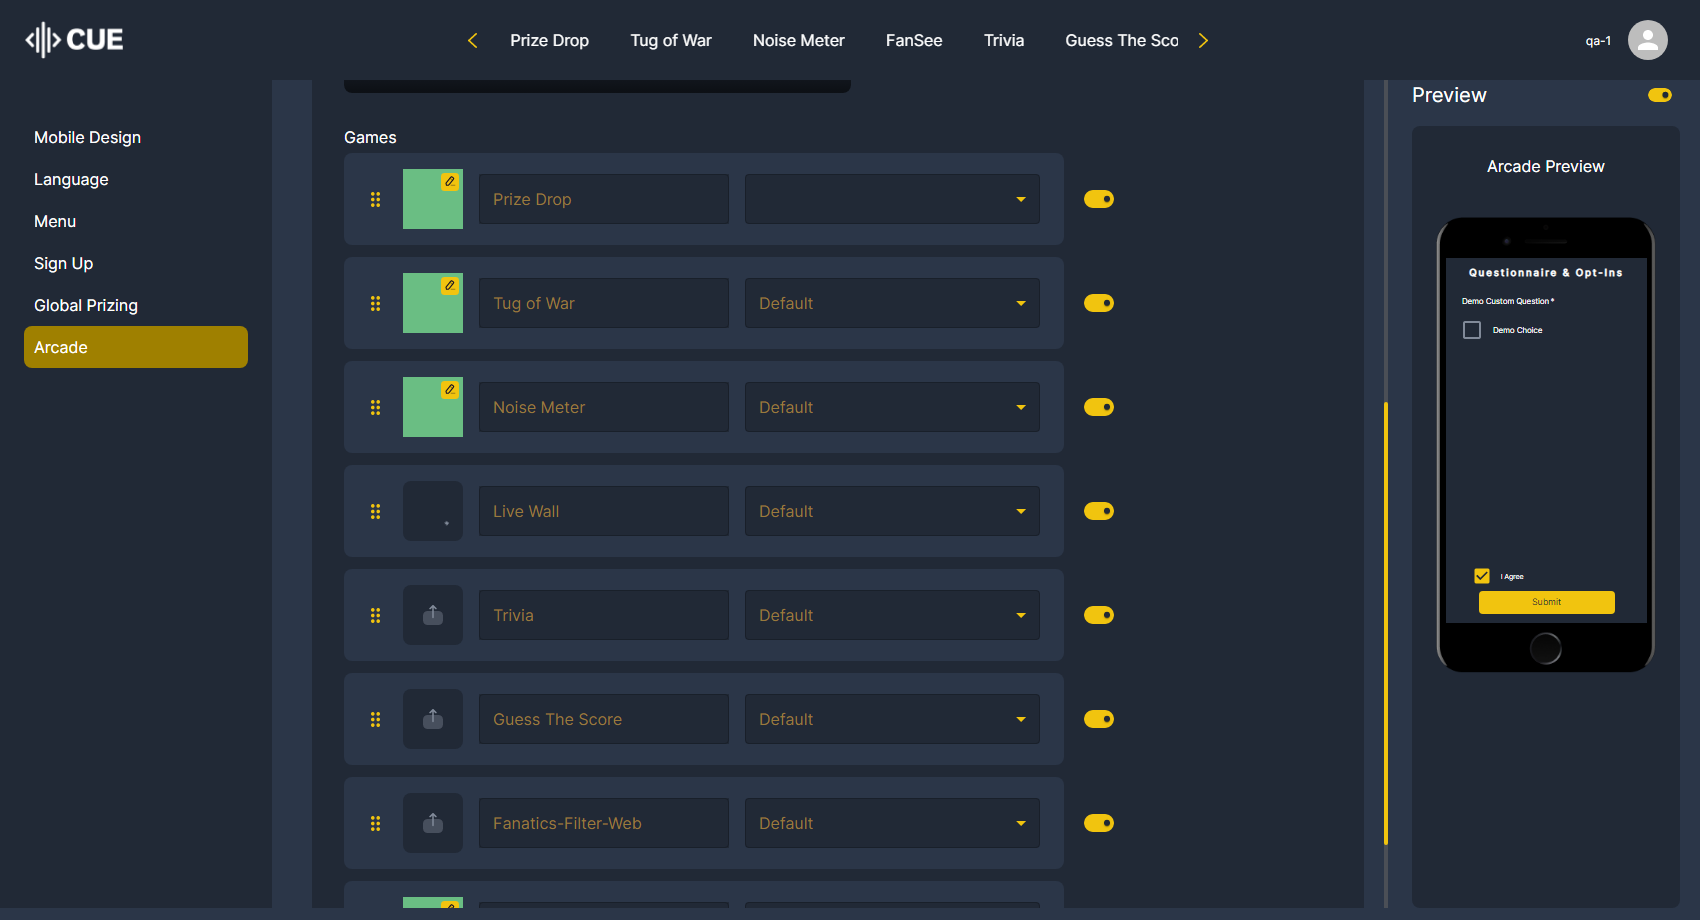 CUE
Prize Drop
Tug of War
Noise Meter
FanSee
Trivia
Guess The Sco
qa-1
Mobile Design
Language
Menu
Sign Up
Global Prizing
Arcade
Games
Prize Drop
Tug of War
Default
Noise Meter
Default
Live Wall
Default
Trivia
Default
Guess The Score
Default
Fanatics-Filter-Web
Default
Preview
Arcade Preview
Questionnaire & Opt-Ins
Demo Custom Question*
Demo Choice
I Agree
Submit